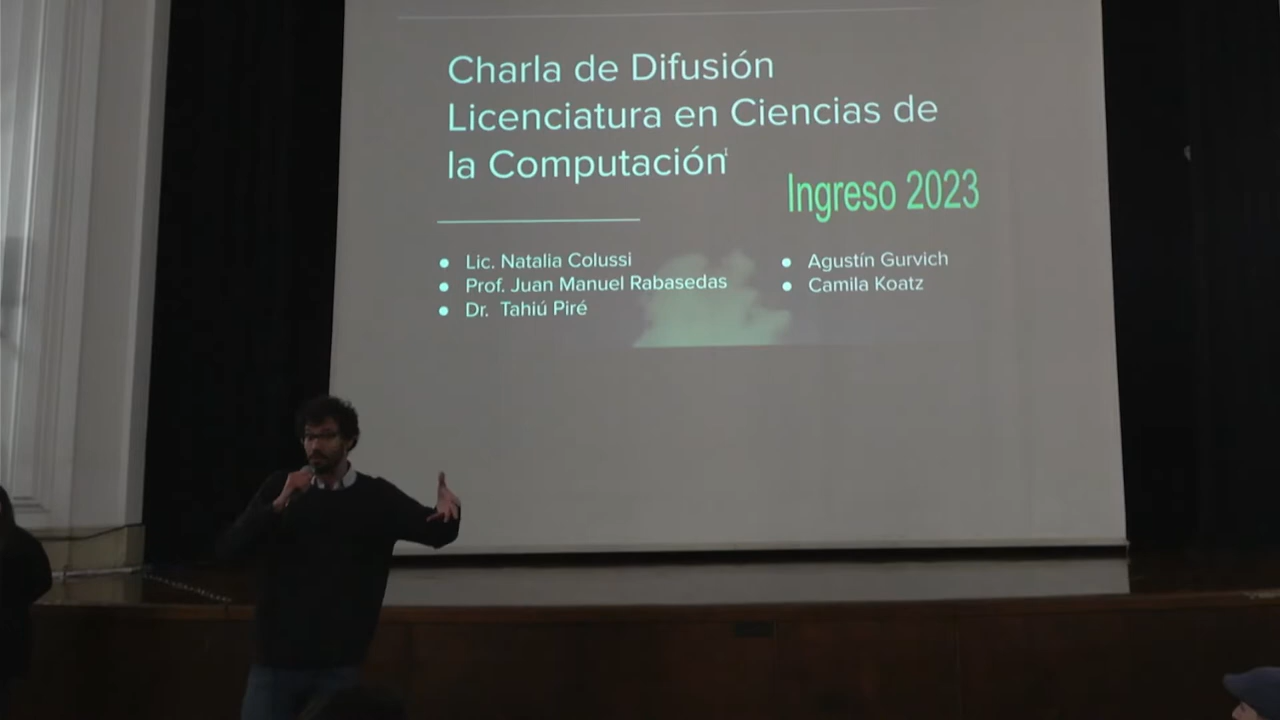 Charla de Difusión
Licenciatura en Ciencias de
la Computación
Ingreso 2023
Lic. Natalia Colussi
Prof. Juan Manuel Rabasedas
Dr. Tahiú Piré
Agustín Gurvich
Camila Koatz